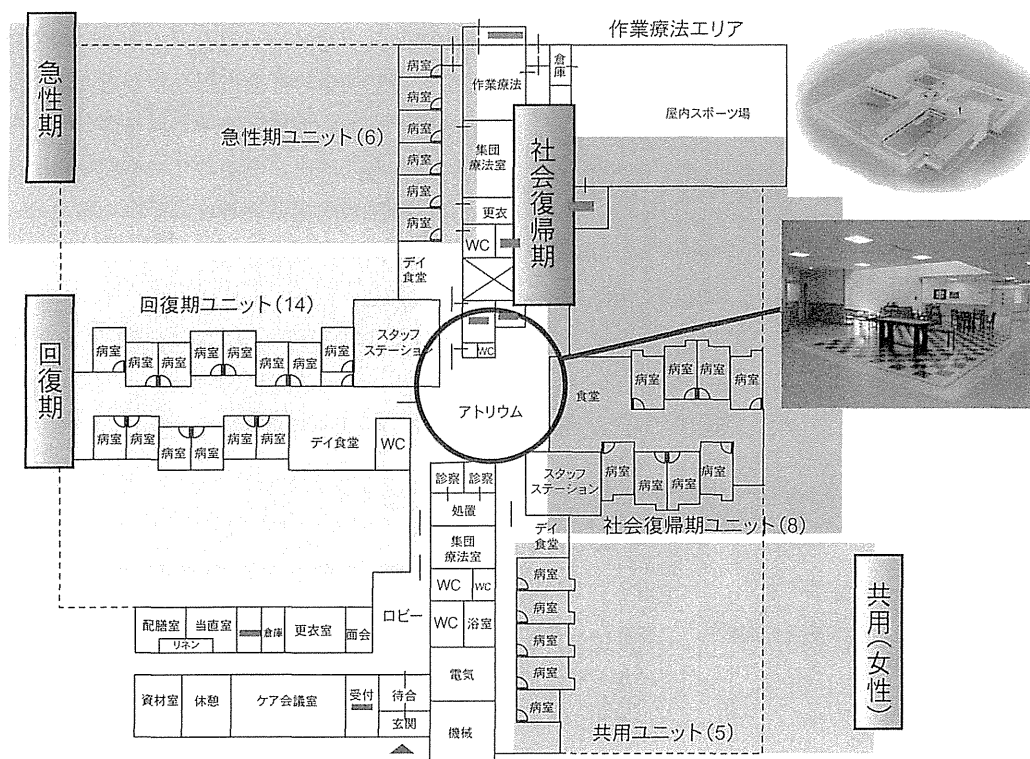 作業療法エリア
急性期
急性期ユニット(6)
病室
病室
病室
病室
病室
病室
作業療法
倉庫
屋内スポーツ場
集団
療法室
更衣
WC
社会復帰期
デイ
食堂
回復期
回復期ユニット(14)
病室
病室
病室
病室
病室
病室
病室
病室
スタッフ
ステーション
WC
アトリウム
病室
病室
病室
病室
病室
病室
デイ食堂
WC
食堂
病室
病室
病室
病室
スタッフ
ステーション
病室
病室
病室
病室
社会復帰期ユニット(8)
診察
診察
処置
集団
療法室
WC
WC
WC
浴室
電気
機械
デイ
食堂
病室
病室
病室
病室
病室
共用ユニット(5)
共用(女性)
ロビー
配膳室
当直室
リネン
倉庫
更衣室
面会
資材室
休憩
ケア会議室
受付
待合
玄関